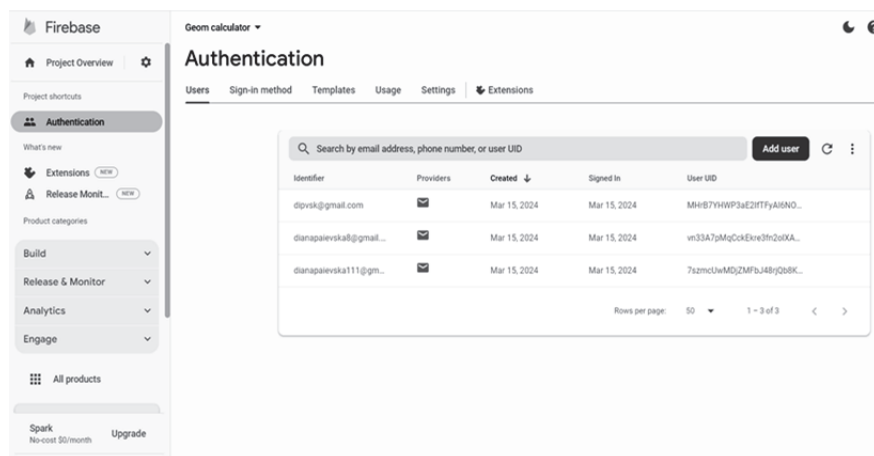 Firebase
Project Overview
Project shortcuts
Authentication
What's new
Extensions NEW
Release Monit... NEW
Product categories
Build
Release & Monitor
Analytics
Engage
All products
Spark
No-cost $0/month
Upgrade
Geom calculator
Authentication
Users Sign-in method Templates Usage Settings Extensions
Search by email address, phone number, or user UID Add user
Identifier Providers Created Signed In User UID
dipvsk@gmail.com Mar 15, 2024 Mar 15, 2024
dianapaievska8@gmail... Mar 15, 2024 Mar 15, 2024 vn33A7pMqCckEkre3fn2olXA...
dianapaievska111@gm... Mar 15, 2024 Mar 15, 2024 7szmcUwMDjZMFbJ48rjQb8K...
Rows per page: 50 1 – 3 of 3